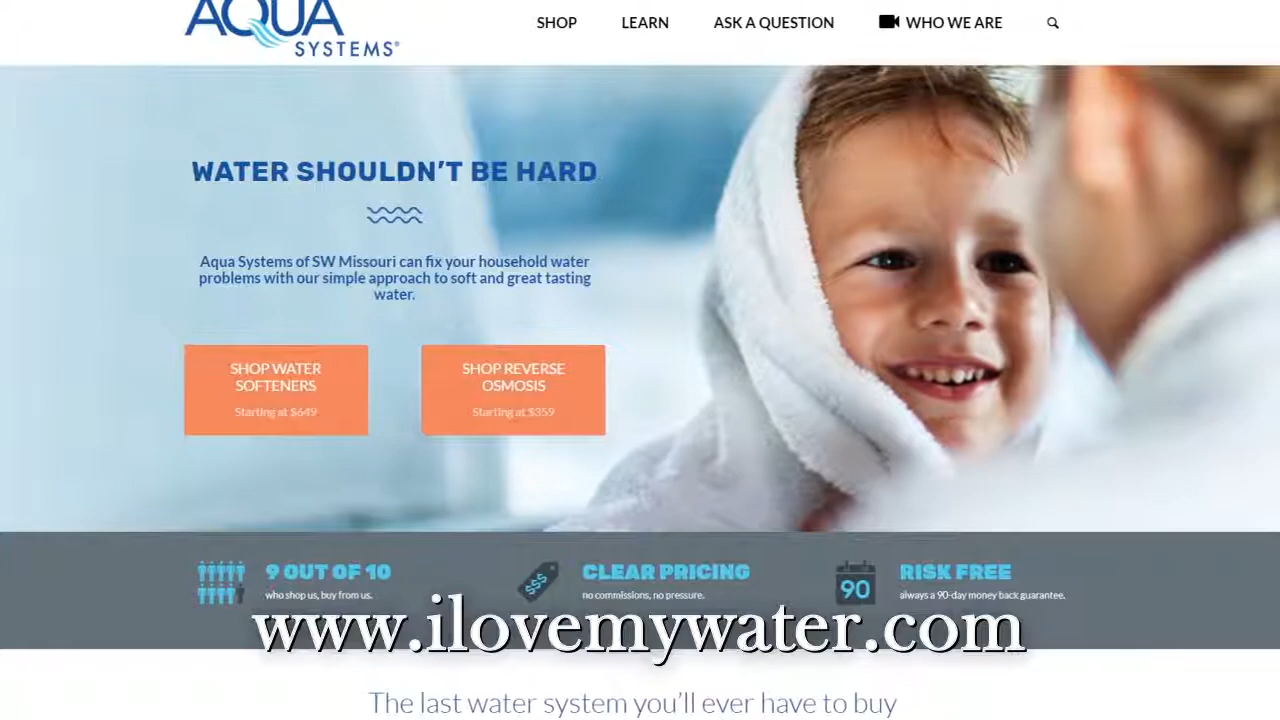 AQUA
SYSTEMS®
SHOP
LEARN
ASK A QUESTION
WHO WE ARE
WATER SHOULDN'T BE HARD
Aqua Systems of SW Missouri can fix your household water
problems with our simple approach to soft and great tasting
water.
SHOP WATER
SOFTENERS
Starting at $649
SHOP REVERSE
OSMOSIS
Starting at $359
9 OUT OF 10
who shop us, buy from us.
$$$
CLEAR PRICING
no commissions, no pressure.
90
RISK FREE
always a 90-day money back guarantee.
www.ilovemywater.com
The last water system you'll ever have to buy